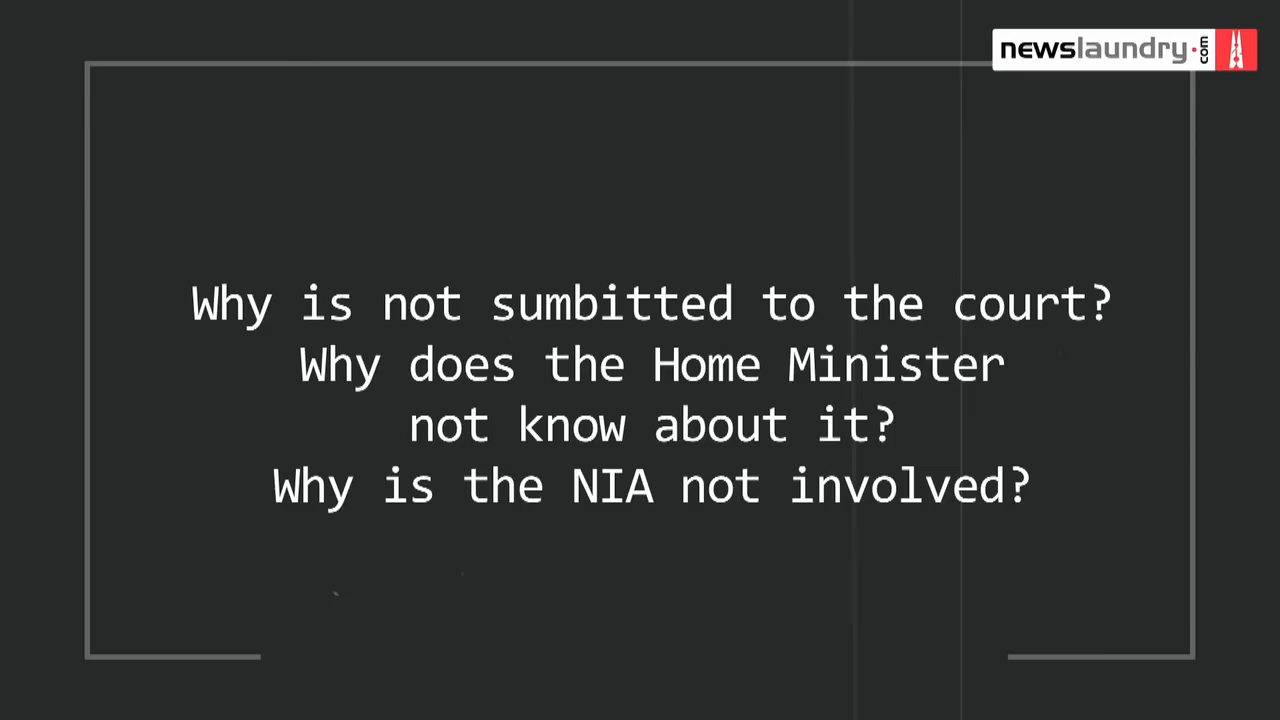 newslaundry.com
Why is not sumbitted to the court?
Why does the Home Minister
not know about it?
Why is the NIA not involved?